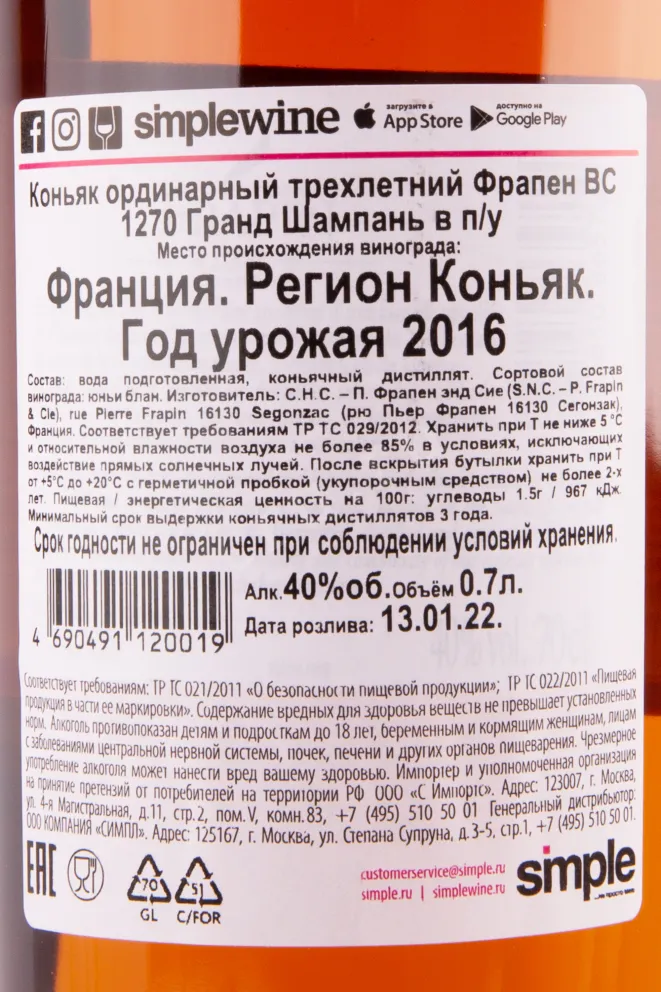 simplewine загрузите в App Store доступно на Google Play
Коньяк ординарный трехлетний Фрапен ВС
1270 Гранд Шампань в п/у
Место происхождения винограда:
Франция. Регион Коньяк.
Год урожая 2016
Состав: вода подготовленная, коньячный дистиллят. Сортовой состав
винограда: юньи блан. Изготовитель: С.Н.С. – П. Фрапен энд Сие (S.N.C. – P. Frapin
& Cie), rue Pierre Frapin 16130 Segonzac (рю Пьер Фрапен 16130 Сегонзак),
Франция. Соответствует требованиям ТР ТС 029/2012. Хранить при Т не ниже 5 °С
и относительной влажности воздуха не более 85% в условиях, исключающих
воздействие прямых солнечных лучей. После вскрытия бутылки хранить при Т
от +5°С до +20°С с герметичной пробкой (укупорочным средством) не более 2-х
лет. Пищевая / энергетическая ценность на 100г: углеводы 1.5г / 967 кДж.
Минимальный срок выдержки коньячных дистиллятов 3 года.
Срок годности не ограничен при соблюдении условий хранения.
Алк.40%об.Объём 0.7л.
Дата розлива: 13.01.22.
4 690491 120019
Соответствует требованиям: ТР ТС 021/2011 «О безопасности пищевой продукции»; ТР ТС 022/2011 «Пищевая
продукция в части ее маркировки». Содержание вредных для здоровья веществ не превышает установленных
норм. Алкоголь противопоказан детям и подросткам до 18 лет, беременным и кормящим женщинам, лицам
с заболеваниями центральной нервной системы, почек, печени и других органов пищеварения. Чрезмерное
употребление алкоголя может нанести вред вашему здоровью. Импортер и уполномоченная организация
на принятие претензий от потребителей на территории РФ ООО «С Импортс». Адрес: 123007, г. Москва,
ул. 4-я Магистральная, д.11, стр.2, пом.V, комн.83, +7 (495) 510 50 01 Генеральный дистрибьютор:
ООО КОМПАНИЯ «СИМПЛ». Адрес: 125167, г. Москва, ул. Степана Супруна, д.3-5, стр.1, +7 (495) 510 50 01.
EAC
70
GL
51
C/FOR
customerservice@simple.ru
simple.ru | simplewine.ru
simple
...не просто вино